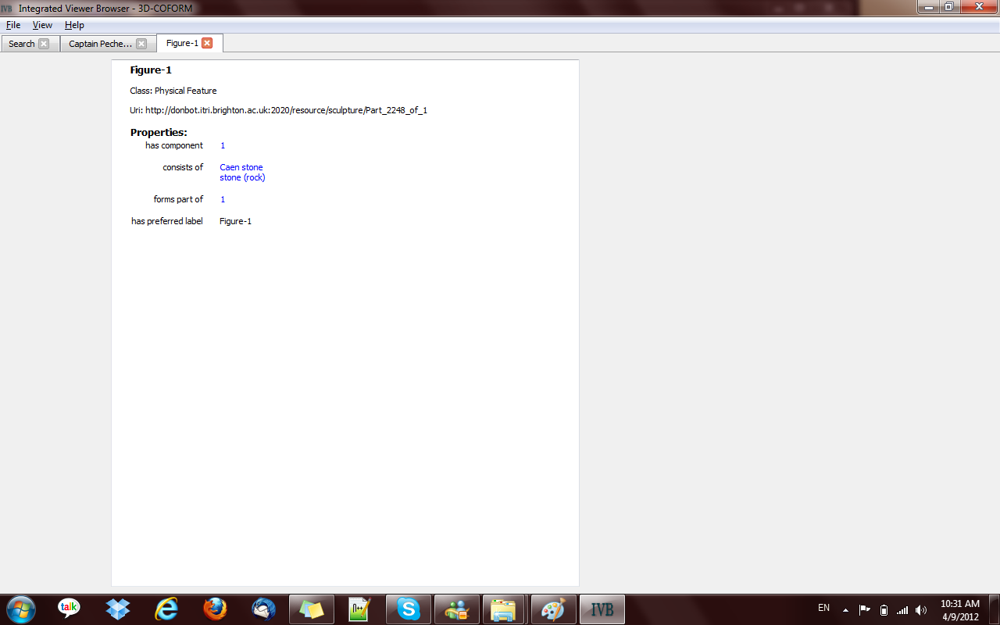 IVB Integrated Viewer Browser - 3D-COFORM
File View Help
Search Captain Peche... Figure-1
Figure-1
Class: Physical Feature
Uri: http://donbot.itri.brighton.ac.uk:2020/resource/sculpture/Part_2248_of_1
Properties:
has component 1
consists of Caen stone
stone (rock)
forms part of 1
has preferred label Figure-1
talk
n++
IVB
EN
10:31 AM
4/9/2012